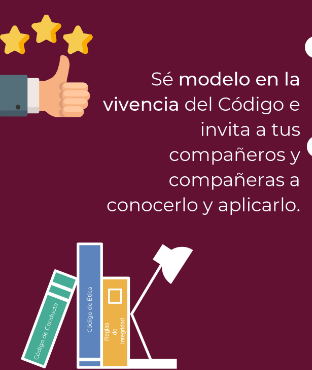 Sé modelo en la
vivencia del Código e
invita a tus
compañeros y
compañeras a
conocerlo y aplicarlo.
Código de Conducta
Código de Ética
Reglas
de
Integridad